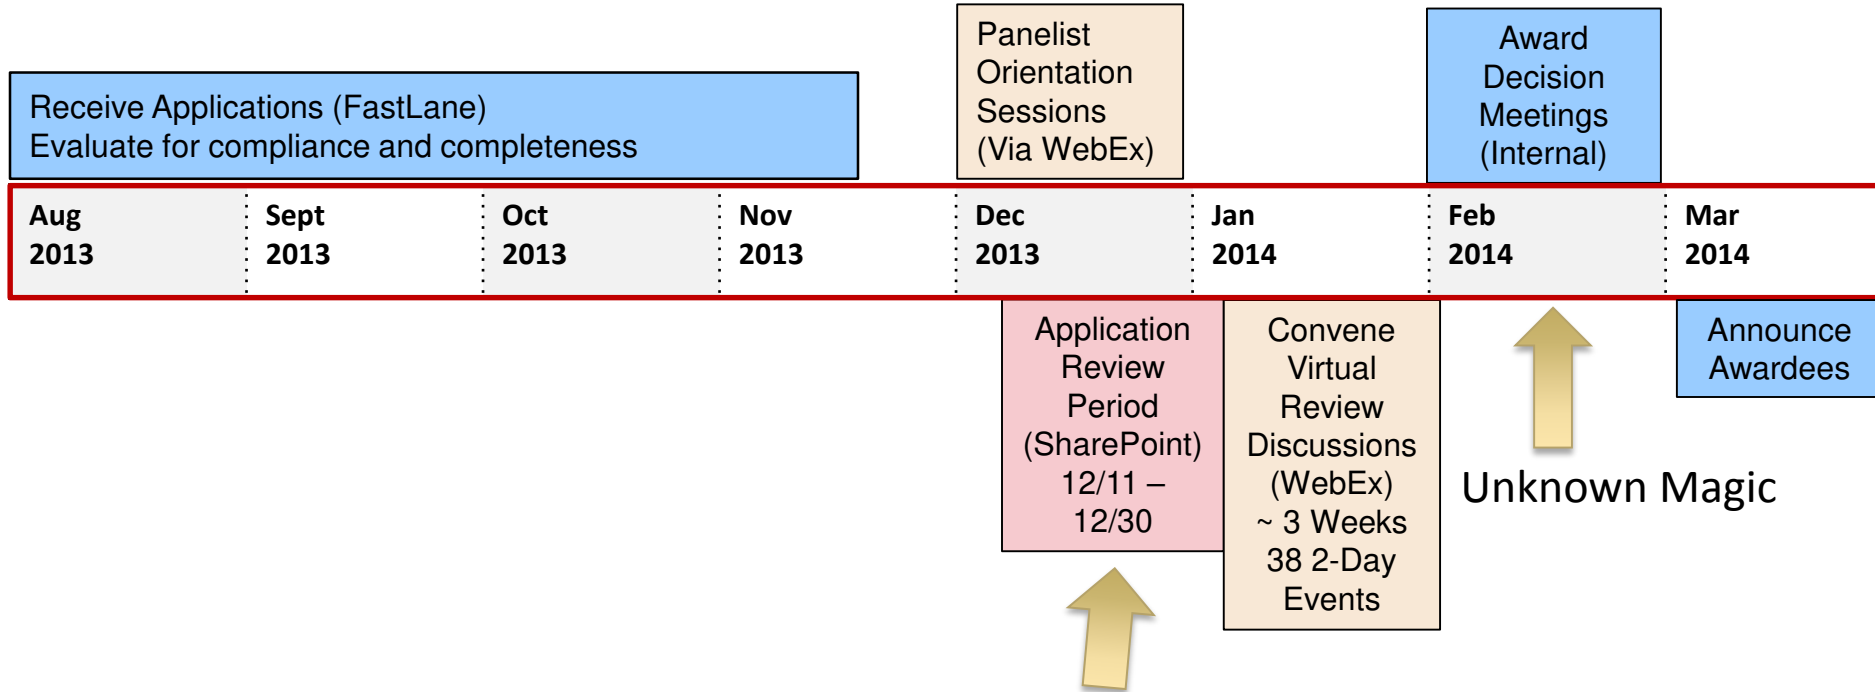 Panelist
Orientation
Sessions
(Via WebEx)
Award
Decision
Meetings
(Internal)
Receive Applications (FastLane)
Evaluate for compliance and completeness
Aug
2013
Sept
2013
Oct
2013
Nov
2013
Dec
2013
Jan
2014
Feb
2014
Mar
2014
Application
Review
Period
(SharePoint)
12/11 –
12/30
Convene
Virtual
Review
Discussions
(WebEx)
~ 3 Weeks
38 2-Day
Events
Announce
Awardees
Unknown Magic